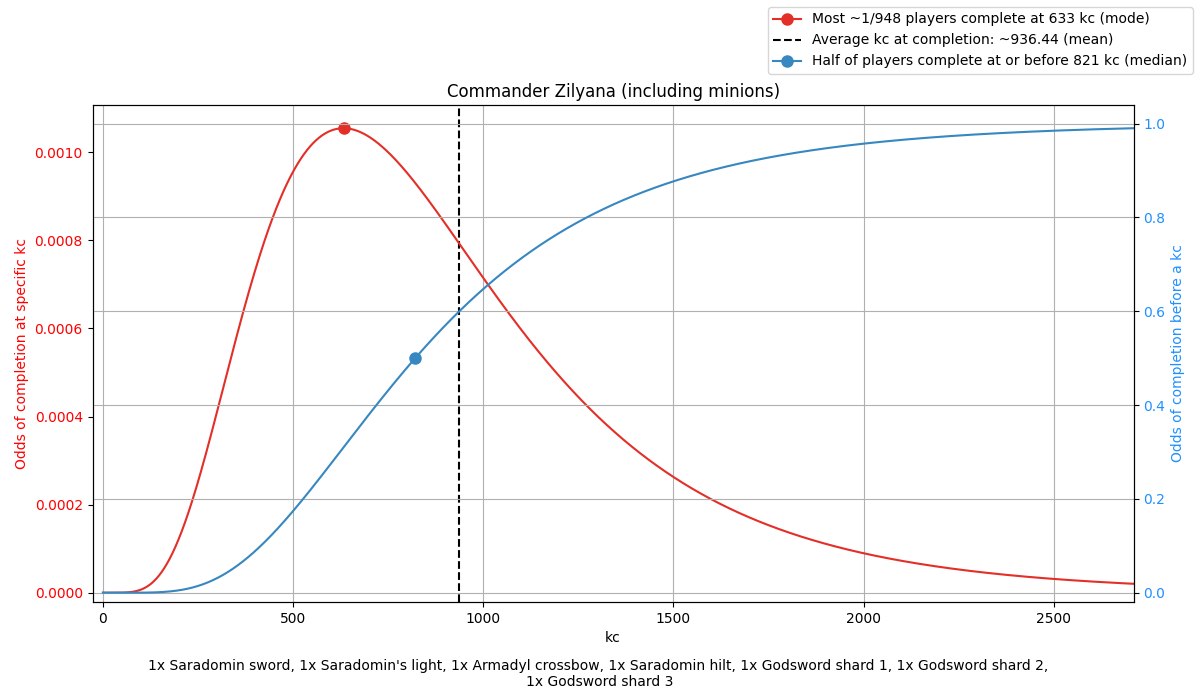 Most ~1/948 players complete at 633 kc (mode)
Average kc at completion: ~936.44 (mean)
Half of players complete at or before 821 kc (median)
Commander Zilyana (including minions)
Odds of completion at specific kc
0.0010
0.0008
0.0006
0.0004
0.0002
0.0000
1.0
0.8
0.6
0.4
0.2
0.0
Odds of completion before a kc
0 500 1000 1500 2000 2500
kc
1x Saradomin sword, 1x Saradomin's light, 1x Armadyl crossbow, 1x Saradomin hilt, 1x Godsword shard 1, 1x Godsword shard 2,
1x Godsword shard 3